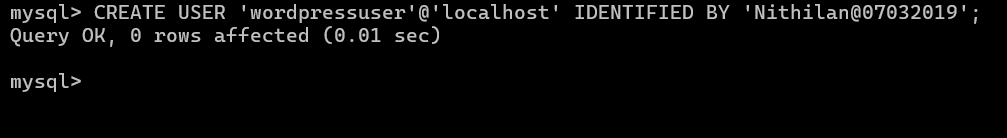 mysql> CREATE USER 'wordpressuser'@'localhost' IDENTIFIED BY 'Nithilan@07032019';
Query OK, 0 rows affected (0.01 sec)
mysql>